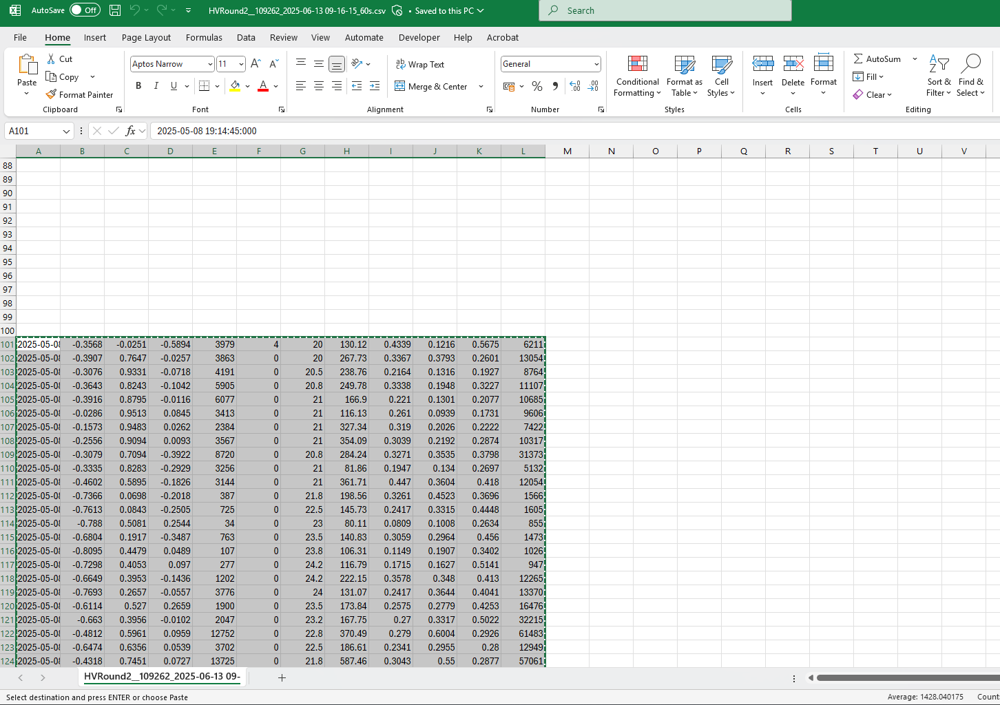 AutoSave Off HVRound2__109262_2025-06-13 09-16-15_60s.csv • Saved to this PC Search
File Home Insert Page Layout Formulas Data Review View Automate Developer Help Acrobat
Paste Cut Copy Format Painter Clipboard
Aptos Narrow 11 A A B I U A Font
ab Wrap Text Merge & Center Alignment
General % 9 .00 .00 Number
Conditional Formatting Format as Table Cell Styles Styles
Insert Delete Format Cells
AutoSum Fill Clear Sort & Filter Find & Select Editing
A101 fx 2025-05-08 19:14:45:000
A B C D E F G H I J K L M N O P Q R S T U V
88
89
90
91
92
93
94
95
96
97
98
99
100
101 2025-05-08 -0.3568 -0.0251 -0.5894 3979 4 20 130.12 0.4339 0.1216 0.5675 6211
102 2025-05-08 -0.3907 0.7647 -0.0257 3863 0 20 267.73 0.3367 0.3793 0.2601 13054
103 2025-05-08 -0.3076 0.9331 -0.0718 4191 0 20.5 238.76 0.2164 0.1316 0.1927 8764
104 2025-05-08 -0.3643 0.8243 -0.1042 5905 0 20.8 249.78 0.3338 0.1948 0.3227 11107
105 2025-05-08 -0.3916 0.8795 -0.0116 6077 0 21 166.9 0.221 0.1301 0.2077 10685
106 2025-05-08 -0.0286 0.9513 0.0845 3413 0 21 116.13 0.261 0.0939 0.1731 9606
107 2025-05-08 -0.1573 0.9483 0.0262 2384 0 21 327.34 0.319 0.2026 0.2222 7422
108 2025-05-08 -0.2556 0.9094 0.0093 3567 0 21 354.09 0.3039 0.2192 0.2874 10317
109 2025-05-08 -0.3079 0.7094 -0.3922 8720 0 20.8 284.24 0.3271 0.3535 0.3798 31373
110 2025-05-08 -0.3335 0.8283 -0.2929 3256 0 21 81.86 0.1947 0.134 0.2697 5132
111 2025-05-08 -0.4602 0.5895 -0.1826 3144 0 21 361.71 0.447 0.3604 0.418 12054
112 2025-05-08 -0.7366 0.0698 -0.2018 387 0 21.8 198.56 0.3261 0.4523 0.3696 1566
113 2025-05-08 -0.7613 0.0843 -0.2505 725 0 22.5 145.73 0.2417 0.3315 0.4448 1605
114 2025-05-08 -0.788 0.5081 0.2544 34 0 23 80.11 0.0809 0.1008 0.2634 855
115 2025-05-08 -0.6804 0.1917 -0.3487 763 0 23.5 140.83 0.3059 0.2964 0.456 1473
116 2025-05-08 -0.8095 0.4479 0.0489 107 0 23.8 106.31 0.1149 0.1907 0.3402 1026
117 2025-05-08 -0.7298 0.4053 0.097 277 0 24.2 116.79 0.1715 0.1627 0.5141 947
118 2025-05-08 -0.6649 0.3953 -0.1436 1202 0 24.2 222.15 0.3578 0.348 0.413 12265
119 2025-05-08 -0.7693 0.2657 -0.0557 3776 0 24 131.07 0.2417 0.3644 0.4041 13370
120 2025-05-08 -0.6114 0.527 0.2659 1900 0 23.5 173.84 0.2575 0.2779 0.4253 16476
121 2025-05-08 -0.663 0.3956 -0.0102 2047 0 23.2 167.75 0.27 0.3317 0.5022 32215
122 2025-05-08 -0.4812 0.5961 0.0959 12752 0 22.8 370.49 0.279 0.6004 0.2926 61483
123 2025-05-08 -0.6474 0.6356 0.0539 3702 0 22.5 186.61 0.2341 0.2955 0.28 12949
124 2025-05-08 -0.4318 0.7451 0.0727 13725 0 21.8 587.46 0.3043 0.55 0.2877 57061
HVRound2__109262_2025-06-13 09-
Select destination and press ENTER or choose Paste Average: 1428.040175 Count: